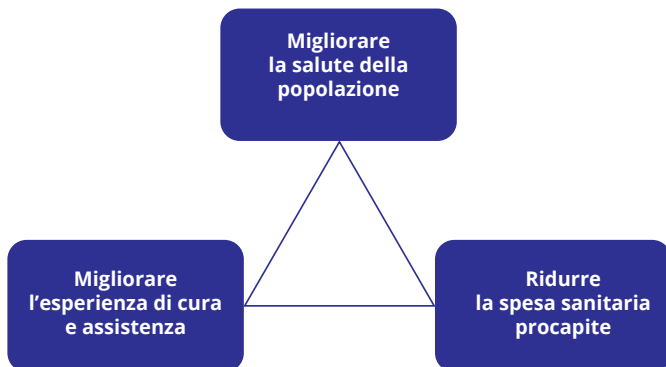 Migliorare
la salute della
popolazione
Migliorare
l’esperienza di cura
e assistenza
Ridurre
la spesa sanitaria
procapite